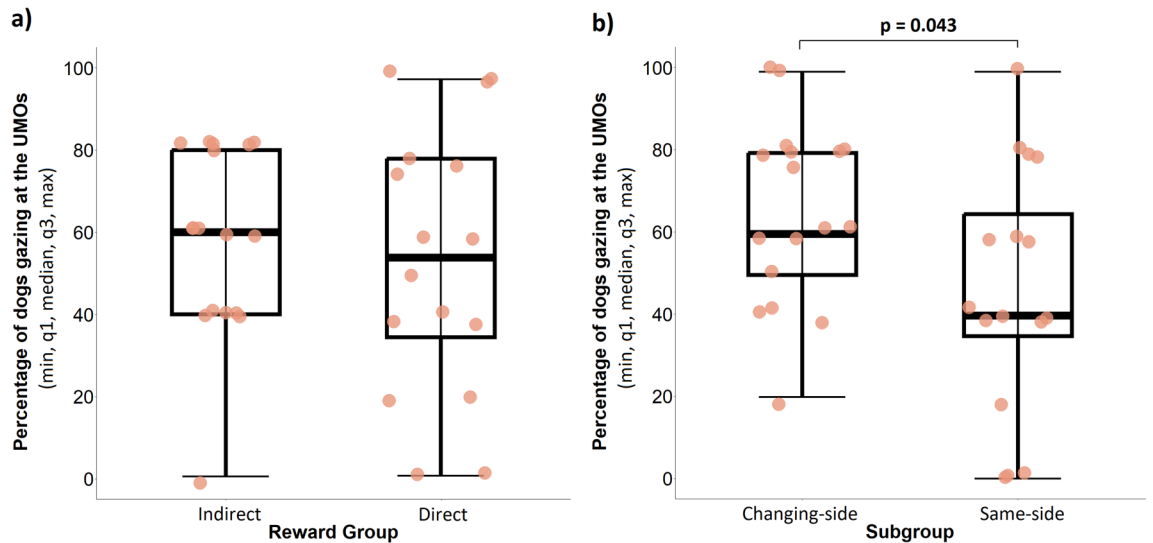 a)
Percentage of dogs gazing at the UMOs
(min, q1, median, q3, max)
100
80
60
40
20
0
Indirect
Direct
Reward Group
b)
p = 0.043
Percentage of dogs gazing at the UMOs
(min, q1, median, q3, max)
100
80
60
40
20
0
Changing-side
Same-side
Subgroup